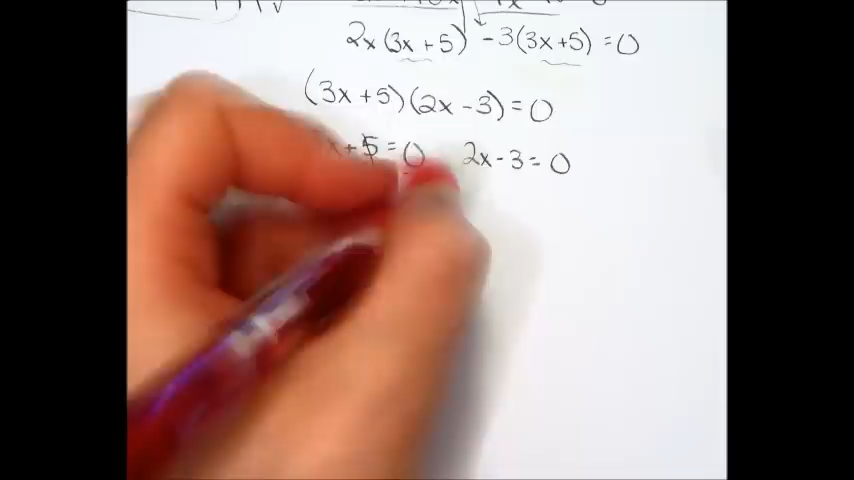 2x(3x+5) -3(3x+5) =0
(3x+5)(2x-3)=0
x+5=0 2x-3=0